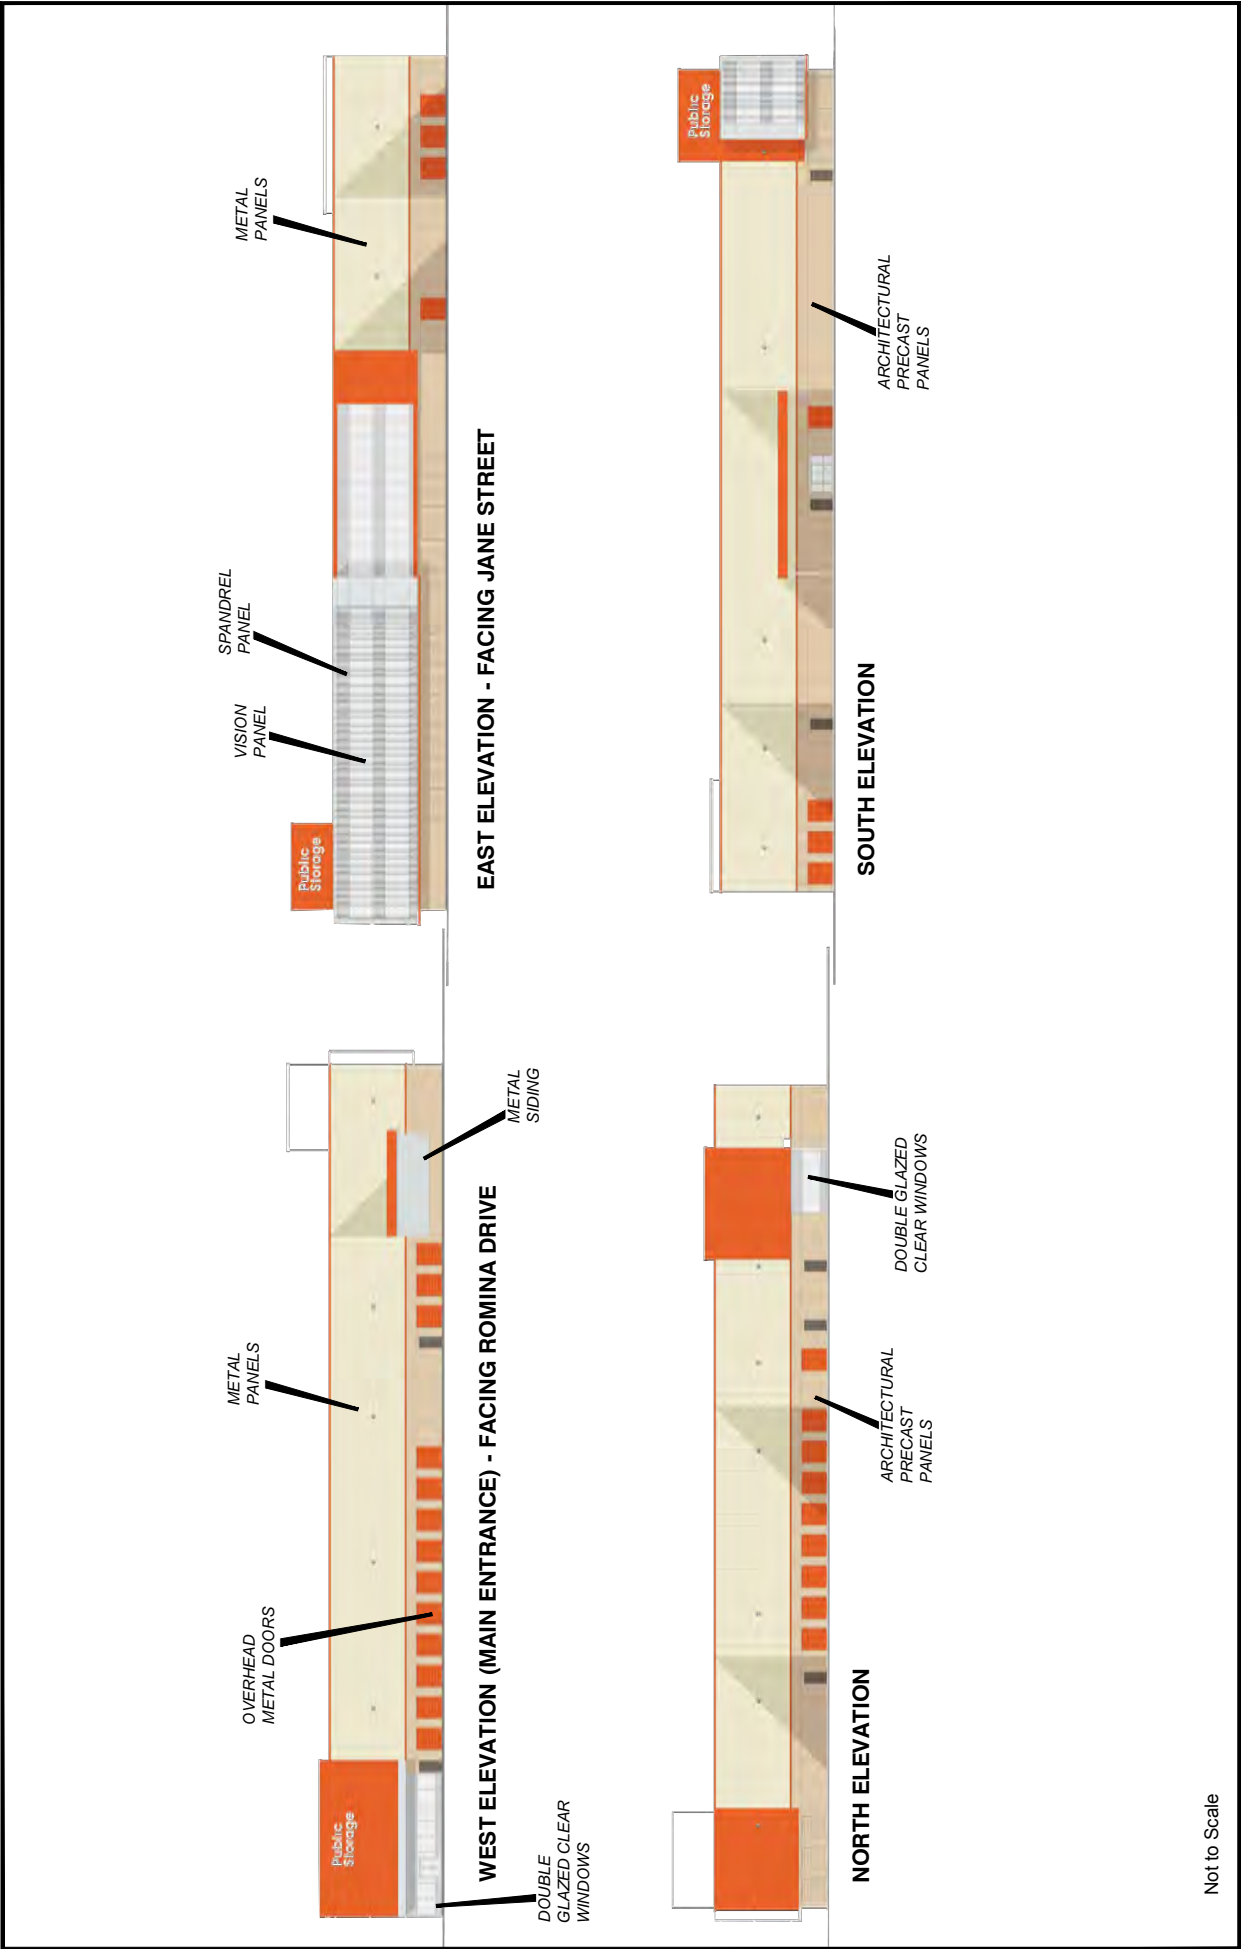 OVERHEAD
METAL DOORS
METAL
PANELS
Public
Storage
DOUBLE
GLAZED CLEAR
WINDOWS
METAL
SIDING
WEST ELEVATION (MAIN ENTRANCE) - FACING ROMINA DRIVE
VISION
PANEL
SPANDREL
PANEL
METAL
PANELS
Public
Storage
EAST ELEVATION - FACING JANE STREET
ARCHITECTURAL
PRECAST
PANELS
DOUBLE GLAZED
CLEAR WINDOWS
NORTH ELEVATION
Public
Storage
ARCHITECTURAL
PRECAST
PANELS
SOUTH ELEVATION
Not to Scale